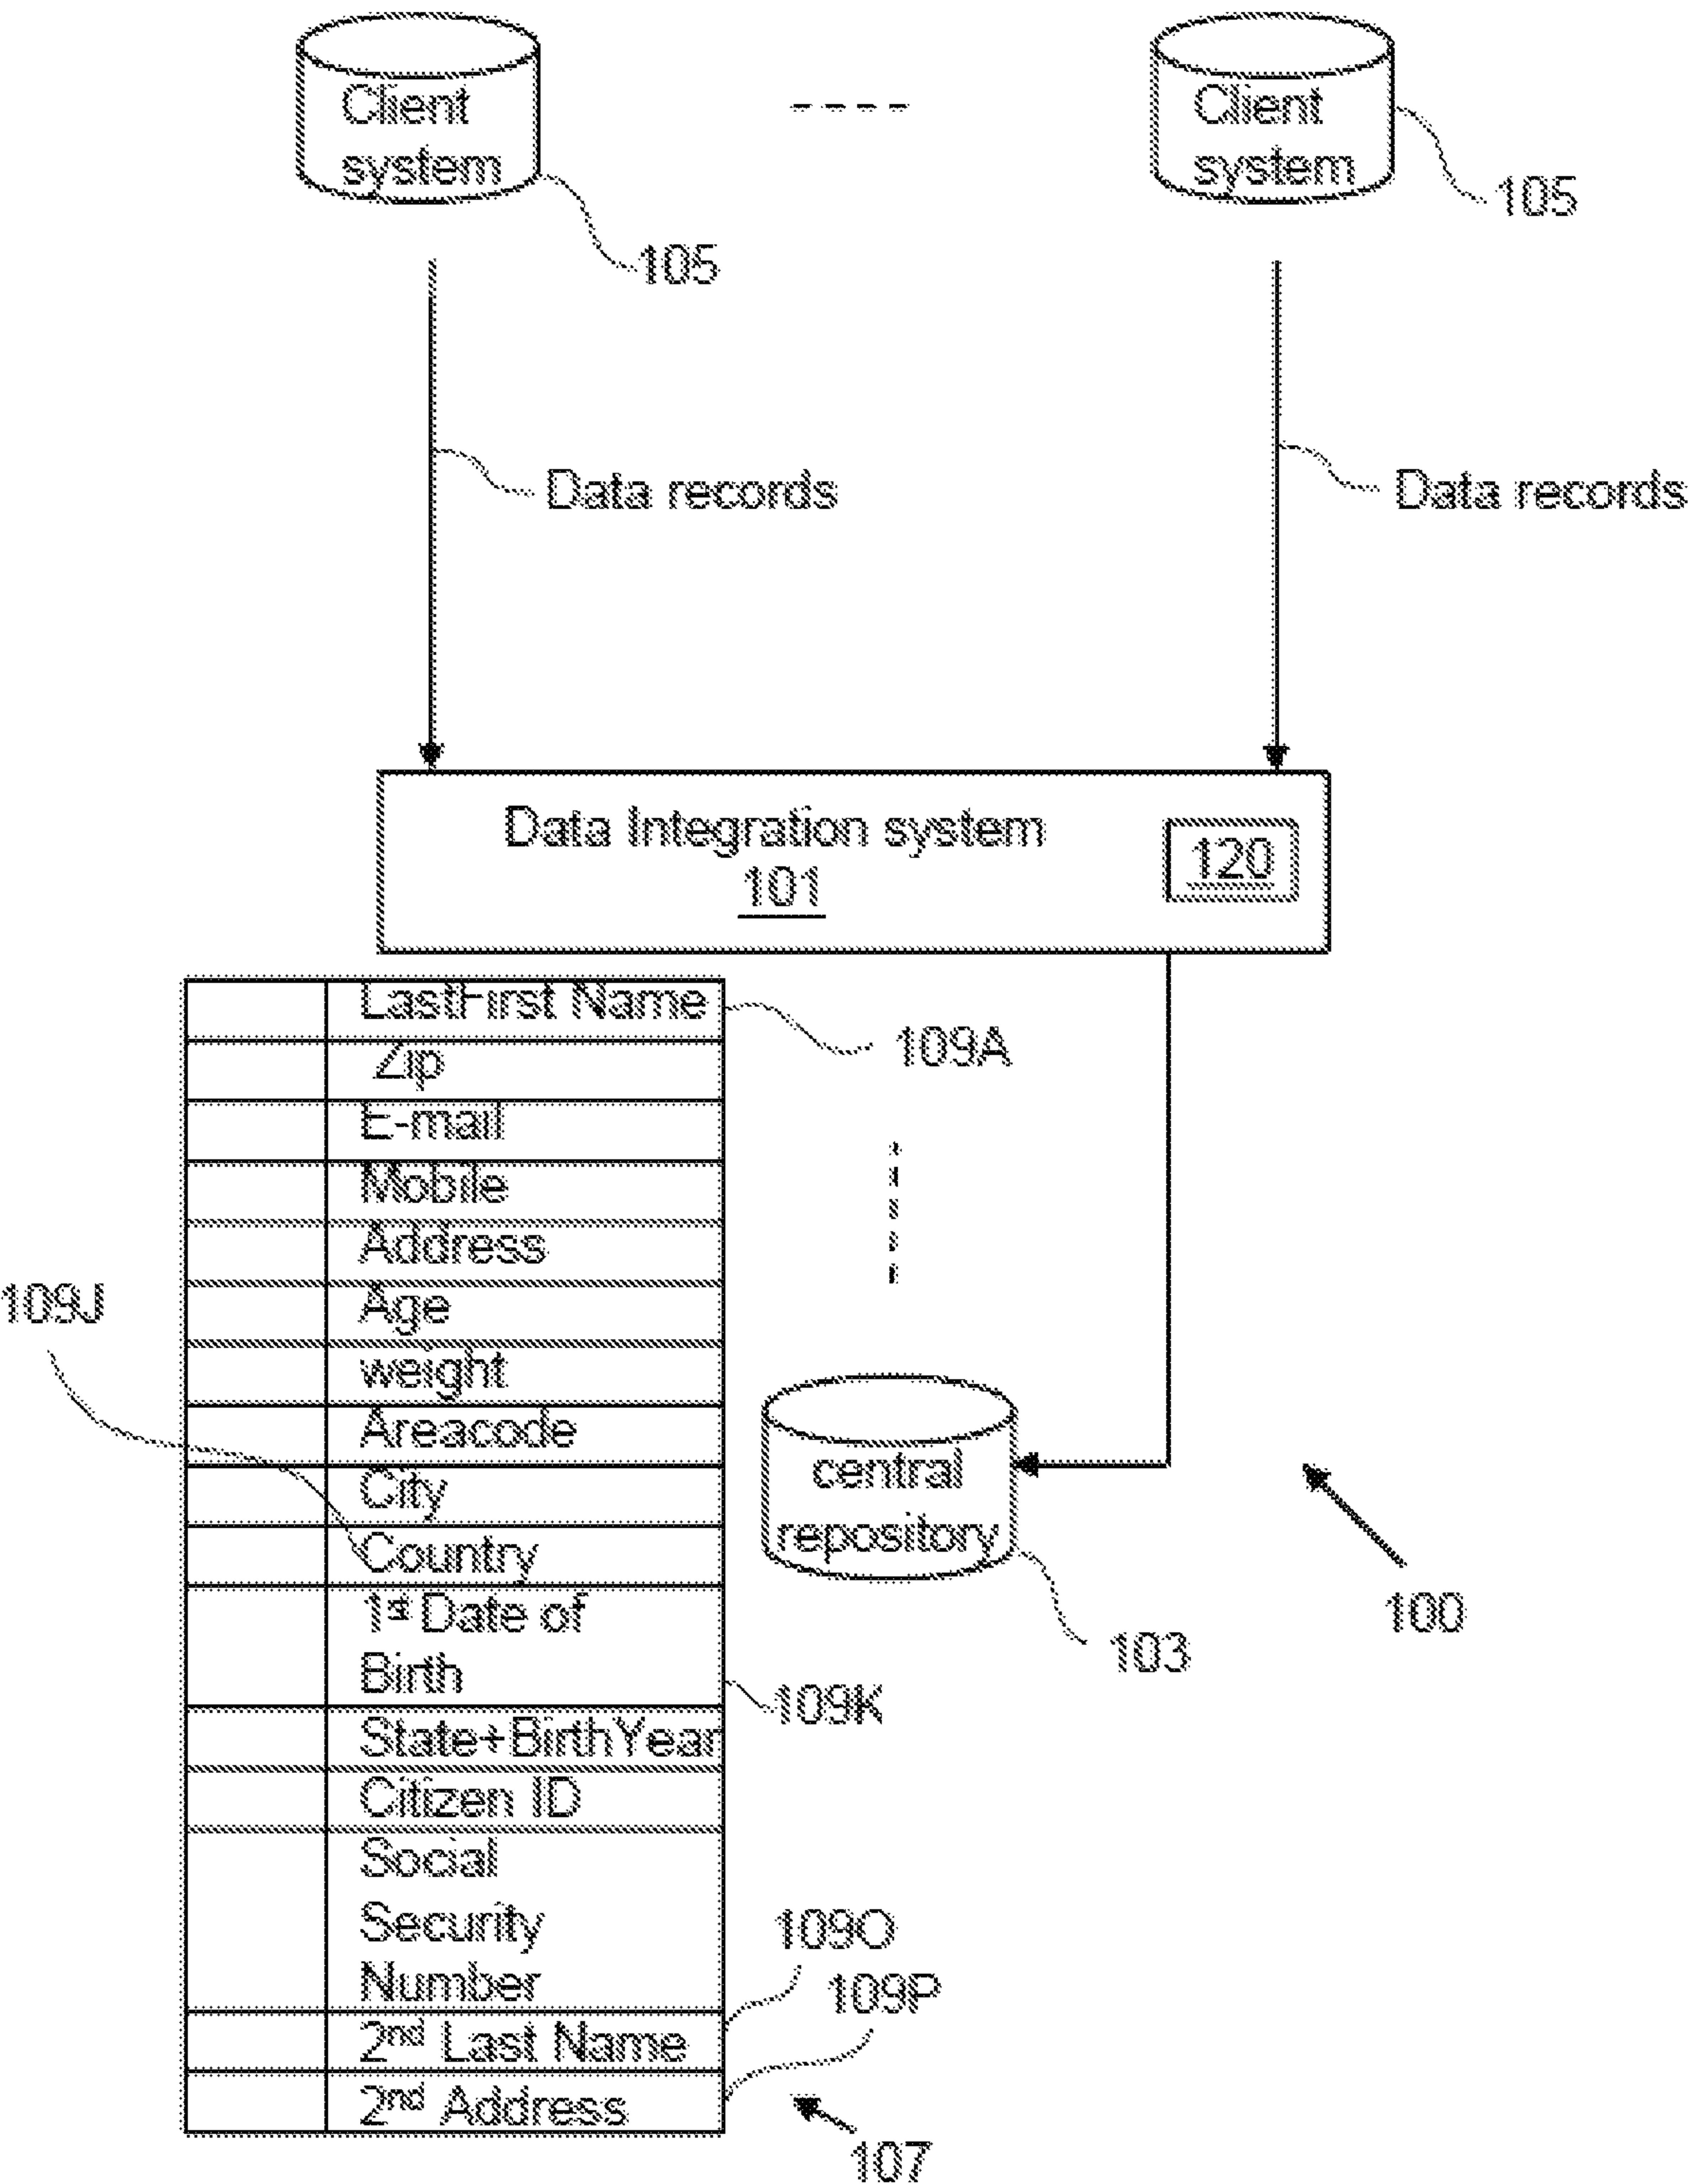 Client
system
Client
system
105
105
Data records
Data records
Data Integration system
101
120
LastFirst Name
109A
Zip
E-mail
Mobile
Address
Age
109J
weight
Areacode
City
central
repository
Country
1st Date of
Birth
100
103
109K
State+BirthYear
Citizen ID
Social
Security
Number
109O
109P
2nd Last Name
2nd Address
107